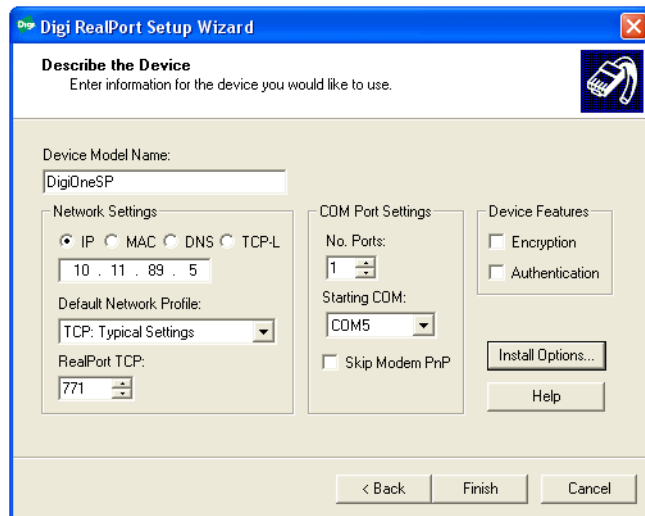 Digi Digi RealPort Setup Wizard
Describe the Device
Enter information for the device you would like to use.
Device Model Name:
DigiOneSP
Network Settings
IP MAC DNS TCP-L
10 . 11 . 89 . 5
Default Network Profile:
TCP: Typical Settings
RealPort TCP:
771
COM Port Settings
No. Ports:
1
Starting COM:
COM5
Skip Modem PnP
Device Features
Encryption
Authentication
Install Options...
Help
< Back Finish Cancel